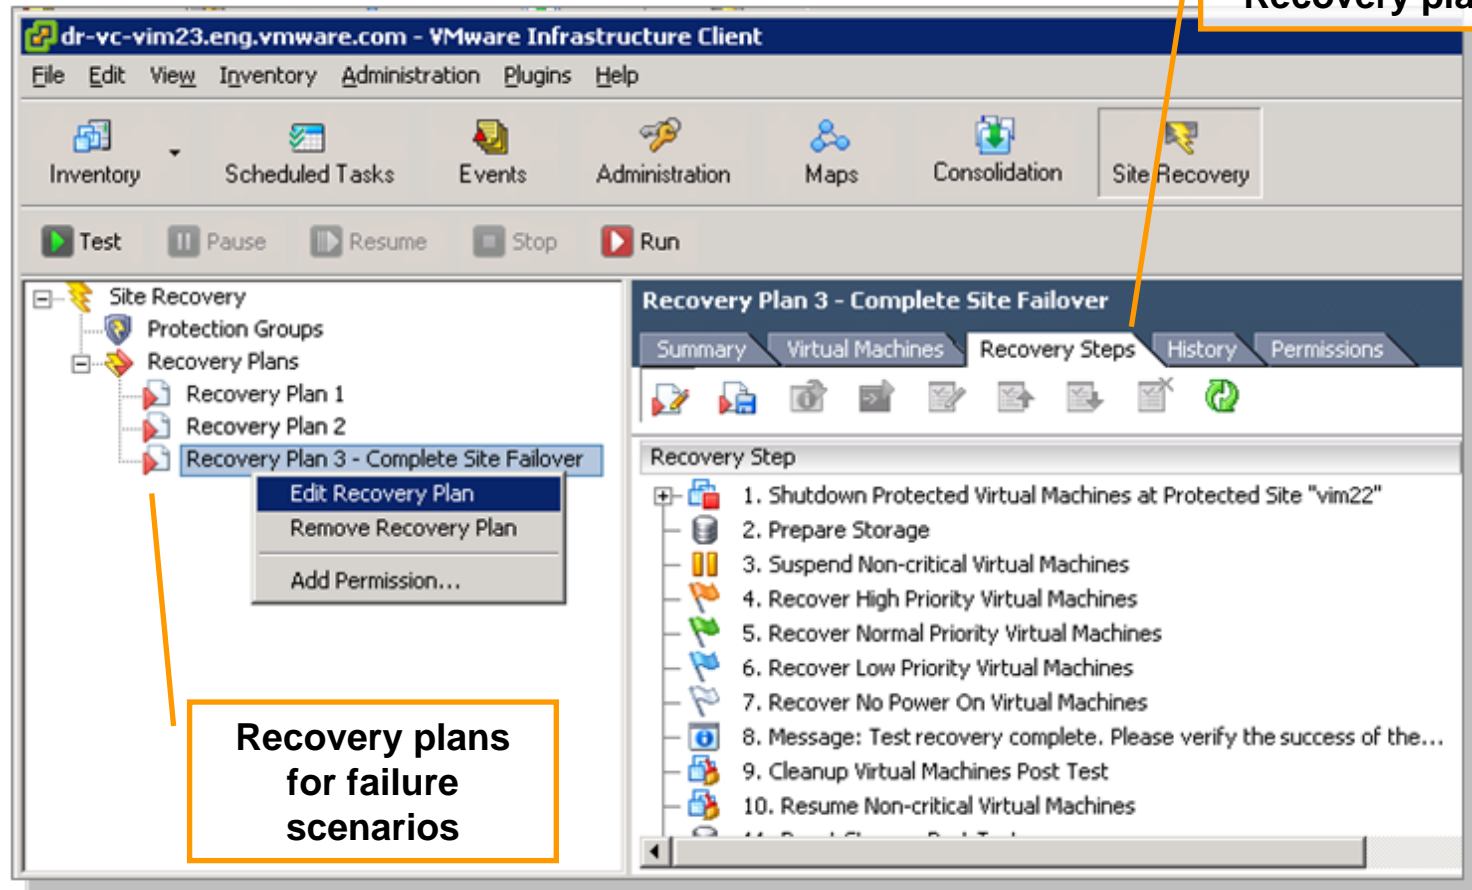 Recovery
dr-vc-vim23.eng.vmware.com - VMware Infrastructure Client
File Edit View Inventory Administration Plugins Help
Inventory Scheduled Tasks Events Administration Maps Consolidation Site Recovery
Test Pause Resume Stop Run
Site Recovery
Protection Groups
Recovery Plans
Recovery Plan 1
Recovery Plan 2
Recovery Plan 3 - Complete Site Failover
Edit Recovery Plan
Remove Recovery Plan
Add Permission...
Recovery plans
for failure
scenarios
Recovery Plan 3 - Complete Site Failover
Summary Virtual Machines Recovery Steps History Permissions
Recovery Step
1. Shutdown Protected Virtual Machines at Protected Site "vim22"
2. Prepare Storage
3. Suspend Non-critical Virtual Machines
4. Recover High Priority Virtual Machines
5. Recover Normal Priority Virtual Machines
6. Recover Low Priority Virtual Machines
7. Recover No Power On Virtual Machines
8. Message: Test recovery complete. Please verify the success of the...
9. Cleanup Virtual Machines Post Test
10. Resume Non-critical Virtual Machines